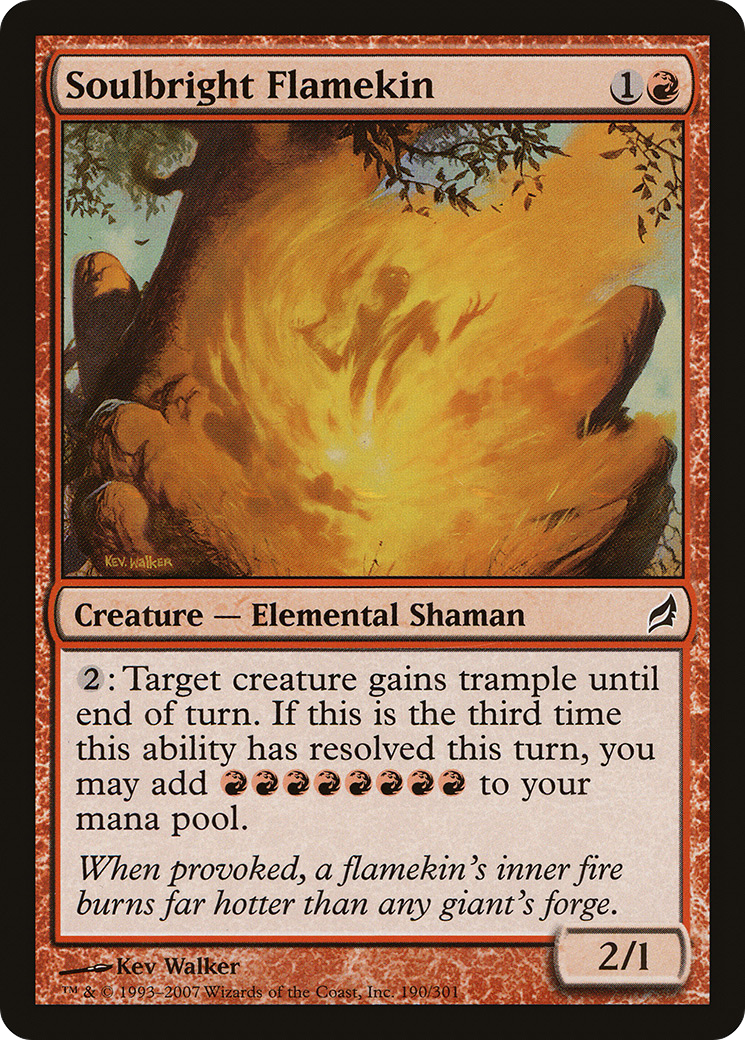 Soulbright Flamekin 1
KEV. WALKER
Creature — Elemental Shaman
2: Target creature gains trample until
end of turn. If this is the third time
this ability has resolved this turn, you
may add to your
mana pool.
When provoked, a flamekin's inner fire
burns far hotter than any giant's forge.
2/1
Kev Walker
™ & © 1993–2007 Wizards of the Coast, Inc. 190/301